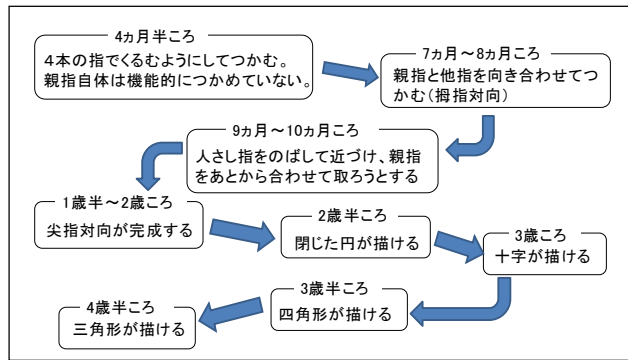 4ヵ月半ころ
4本の指でくるむようにしてつかむ。
親指自体は機能的につかめていない。
7ヵ月~8ヵ月ころ
親指と他指を向き合わせてつ
かむ(拇指対向)
9ヵ月~10ヵ月ころ
人さし指をのばして近づけ、親指
をあとから合わせて取ろうとする
1歳半~2歳ころ
尖指対向が完成する
2歳半ころ
閉じた円が描ける
3歳ころ
十字が描ける
3歳半ころ
四角形が描ける
4歳半ころ
三角形が描ける